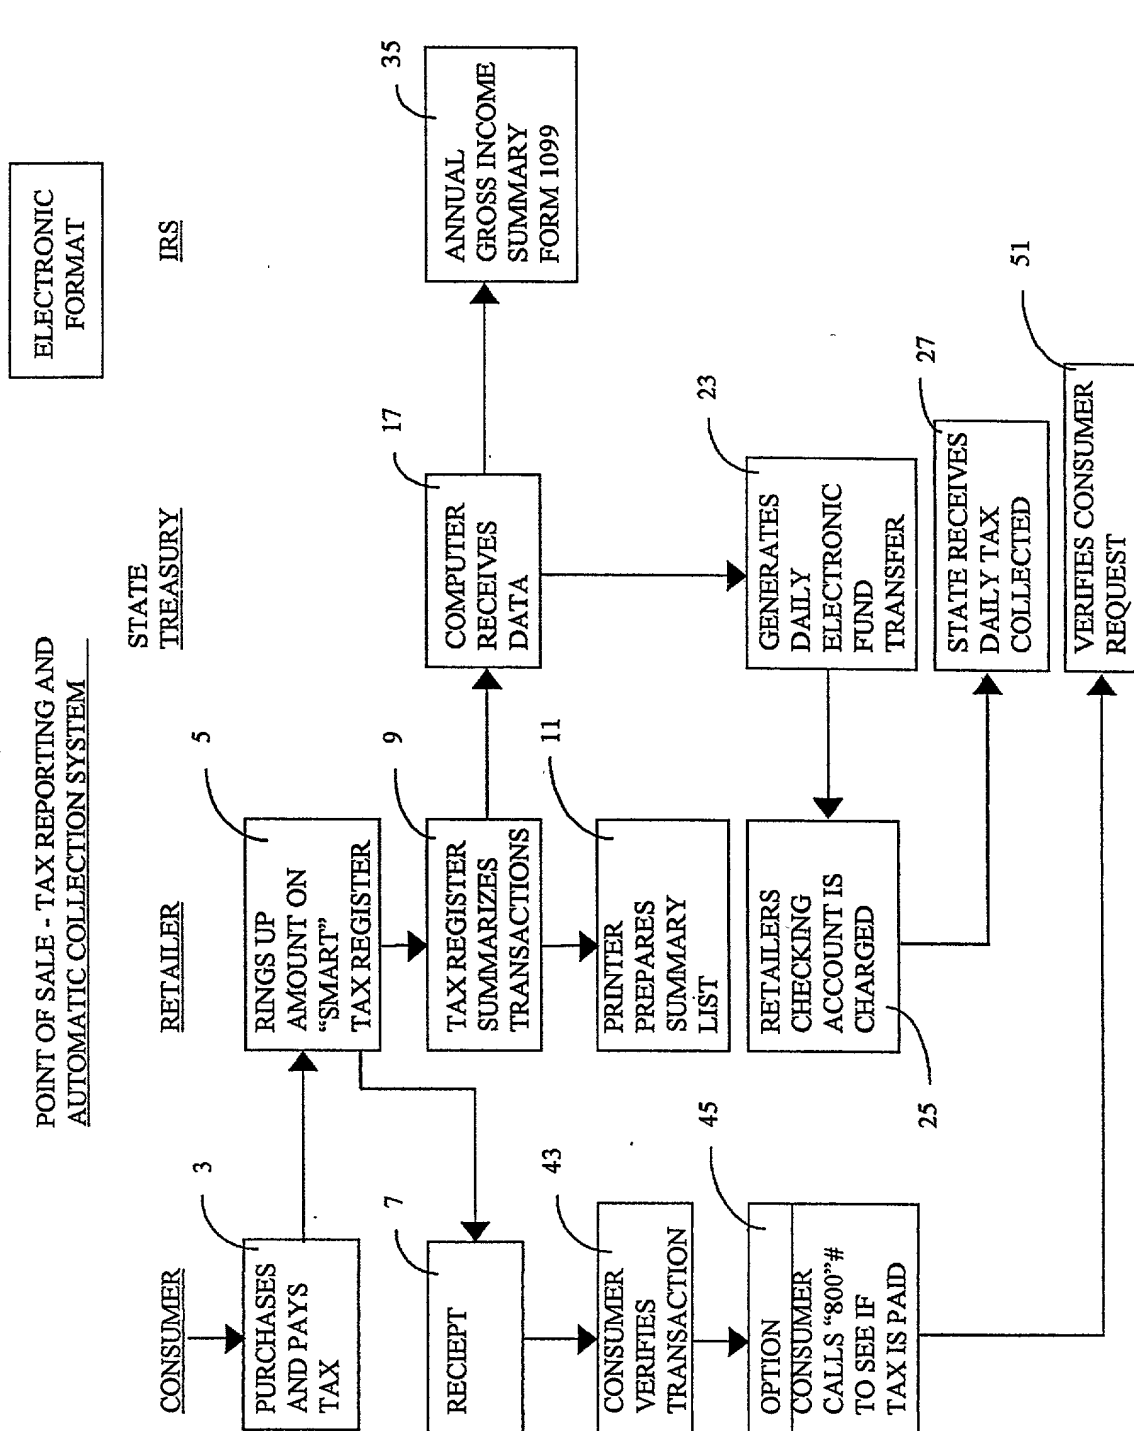 ELECTRONIC
FORMAT
POINT OF SALE - TAX REPORTING AND
AUTOMATIC COLLECTION SYSTEM
CONSUMER
RETAILER
STATE
TREASURY
IRS
3
PURCHASES
AND PAYS
TAX
5
RINGS UP
AMOUNT ON
“SMART”
TAX REGISTER
7
RECIEPT
9
TAX REGISTER
SUMMARIZES
TRANSACTIONS
17
COMPUTER
RECEIVES
DATA
35
ANNUAL
GROSS INCOME
SUMMARY
FORM 1099
43
CONSUMER
VERIFIES
TRANSACTION
11
PRINTER
PREPARES
SUMMARY
LIST
45
OPTION
CONSUMER
CALLS “800”#
TO SEE IF
TAX IS PAID
RETAILERS
CHECKING
ACCOUNT IS
CHARGED
25
23
GENERATES
DAILY
ELECTRONIC
FUND
TRANSFER
27
STATE RECEIVES
DAILY TAX
COLLECTED
51
VERIFIES CONSUMER
REQUEST